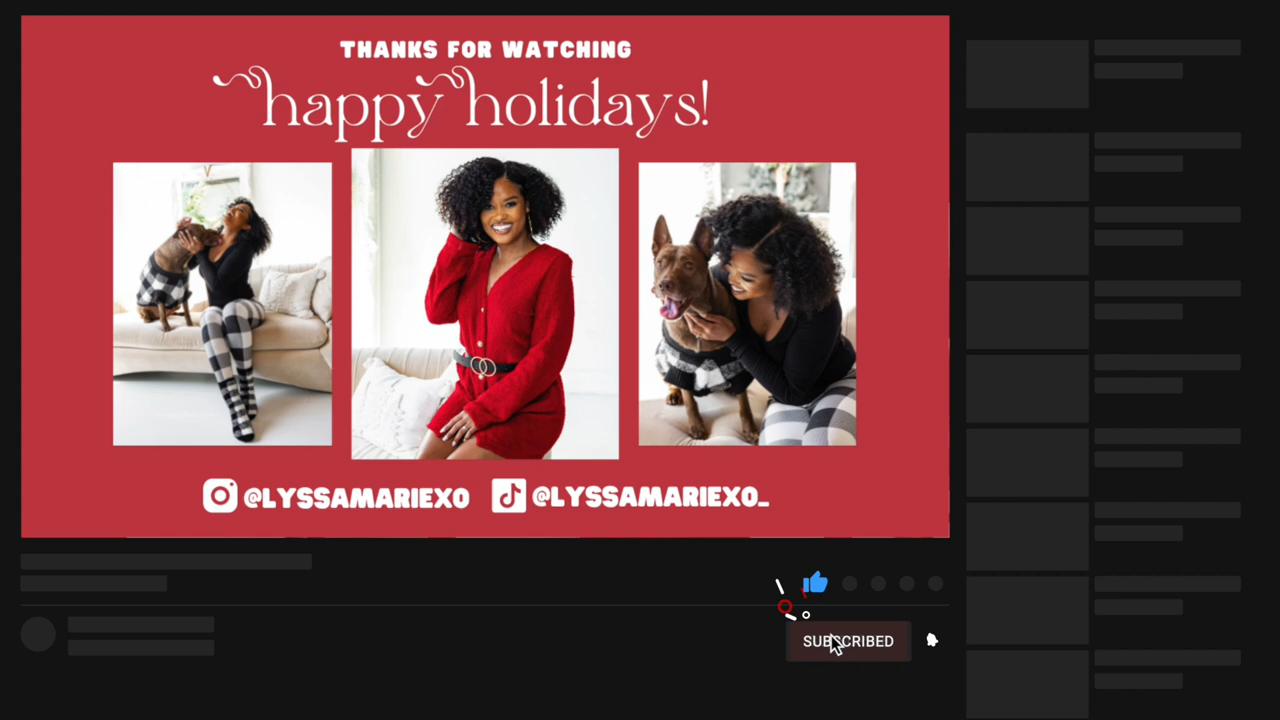 THANKS FOR WATCHING
happy holidays!
@LYSSAMARIEXO @LYSSAMARIEXO_
SUBSCRIBED